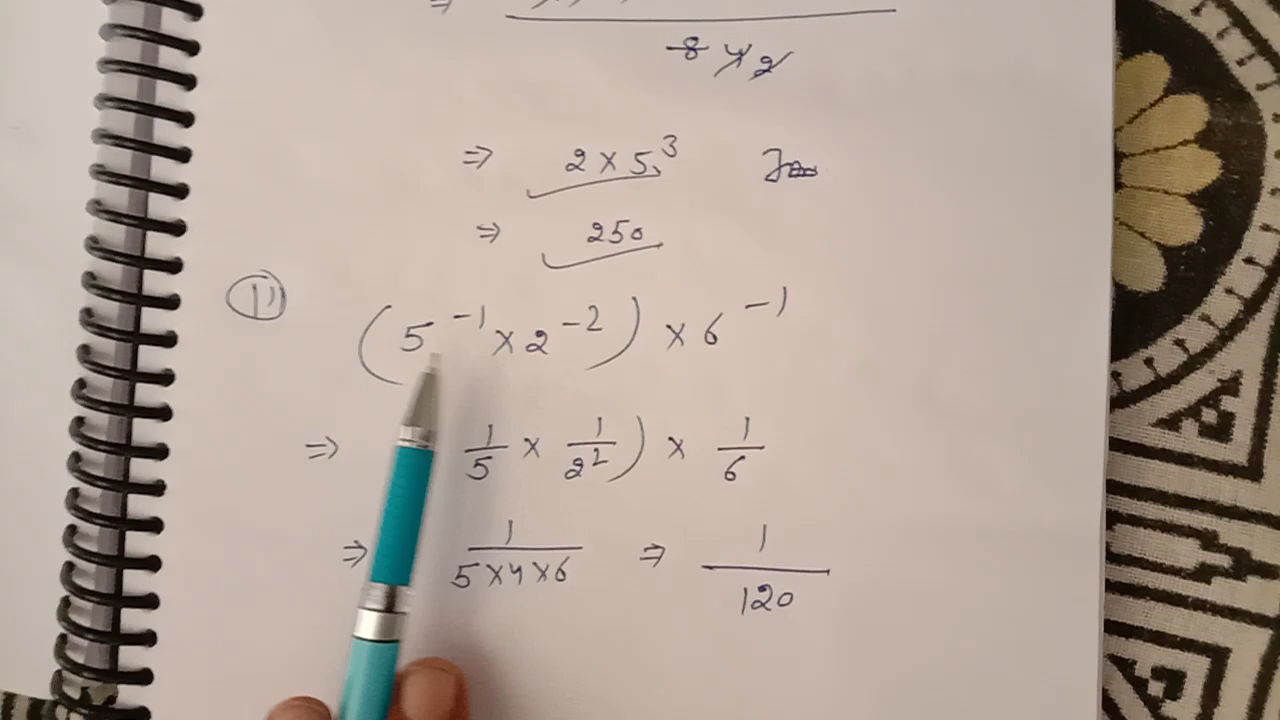 ⇒
8 4 2
⇒ 2 × 5³
⇒ 250
(ii) (5⁻¹ × 2⁻²) × 6⁻¹
⇒ 1/5 × 1/2²) × 1/6
⇒ 1/(5×4×6) ⇒ 1/120